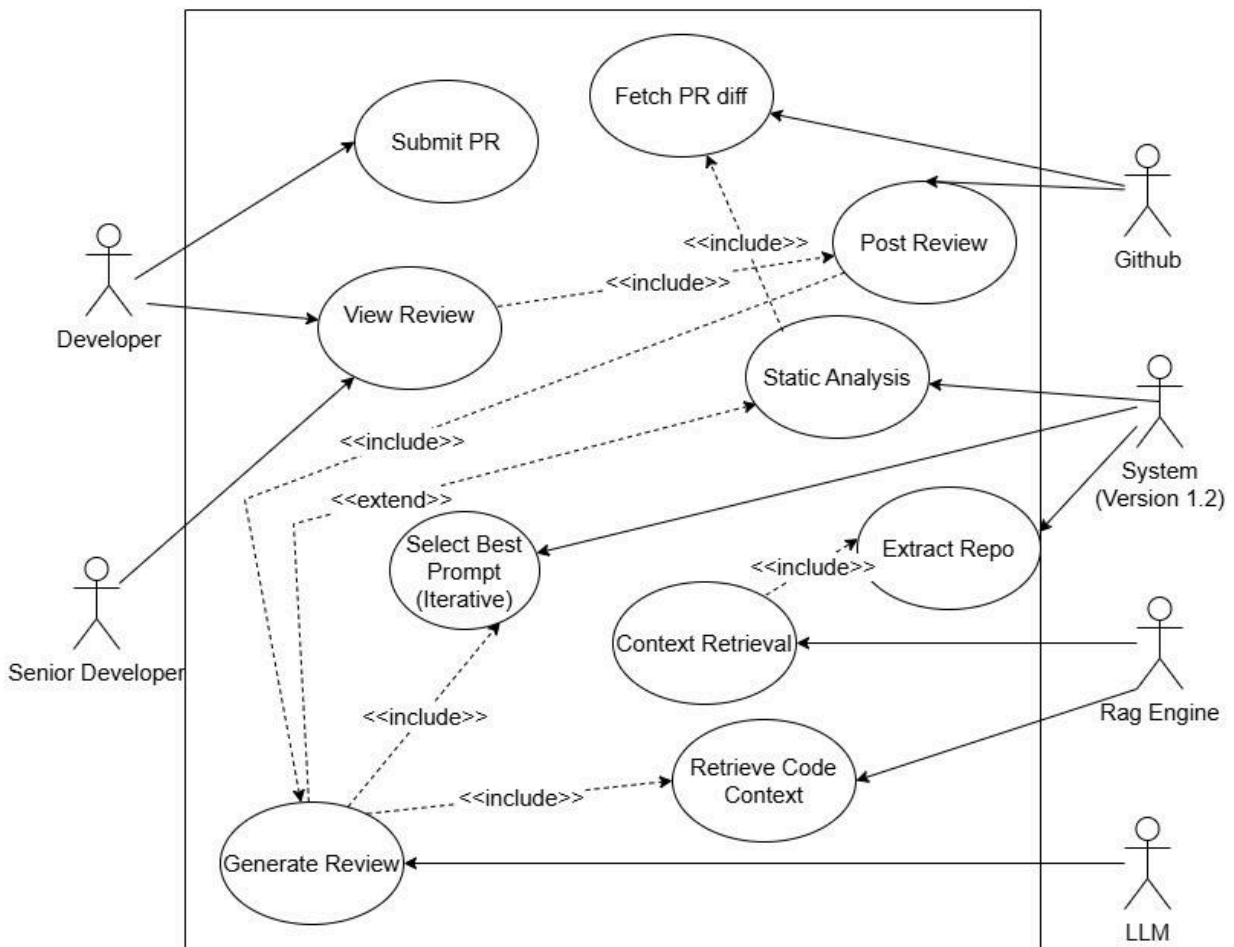 Fetch PR diff
Submit PR
<<include>>
Post Review
Github
<<include>>
View Review
Developer
Static Analysis
<<include>>
System
(Version 1.2)
<<extend>>
Select Best
Prompt
(Iterative)
Extract Repo
<<include>>
Context Retrieval
Senior Developer
Rag Engine
<<include>>
Retrieve Code
Context
<<include>>
Generate Review
LLM